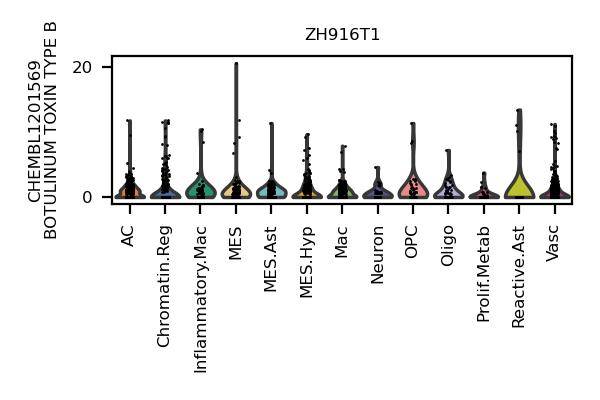 ZH916T1
CHEMBL1201569
BOTULINUM TOXIN TYPE B
20
0
AC
Chromatin.Reg
Inflammatory.Mac
MES
MES.Ast
MES.Hyp
Mac
Neuron
OPC
Oligo
Prolif.Metab
Reactive.Ast
Vasc